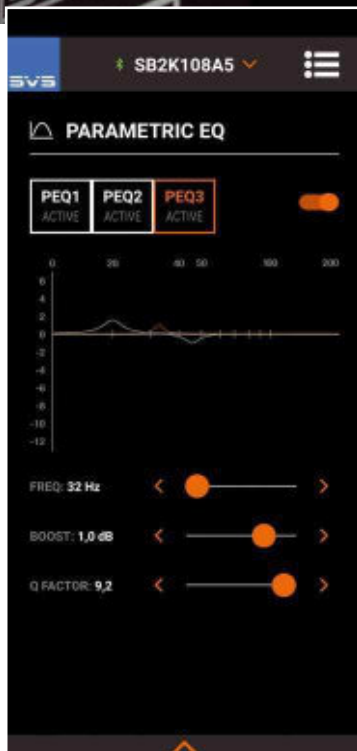 SVS
SB2K108A5
PARAMETRIC EQ
PEQ1 PEQ2 PEQ3
ACTIVE ACTIVE ACTIVE
0 20 40 50 100 200
6
4
2
0
-2
-4
-6
-8
-10
-12
FREQ: 32 Hz
BOOST: 1,0 dB
Q FACTOR: 9,2